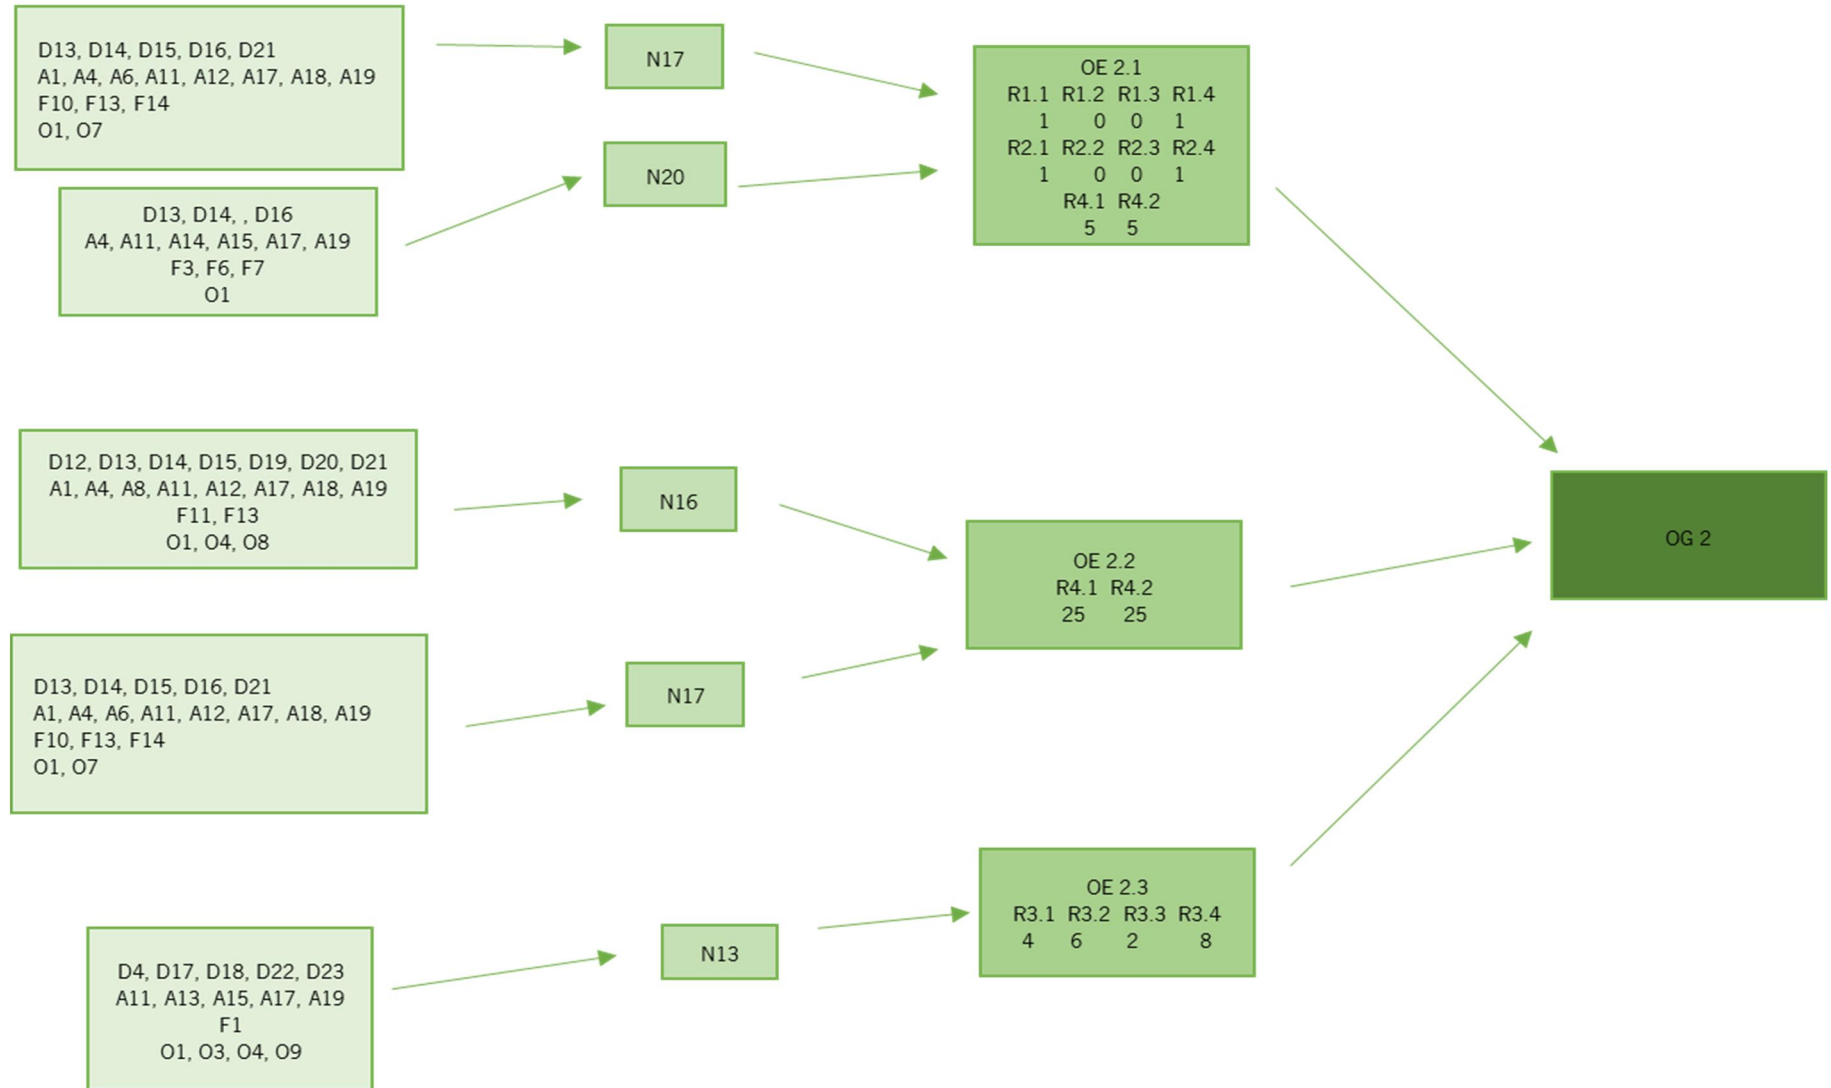 D13, D14, D15, D16, D21
A1, A4, A6, A11, A12, A17, A18, A19
F10, F13, F14
O1, O7
N17
OE 2.1
R1.1 R1.2 R1.3 R1.4
1 0 0 1
R2.1 R2.2 R2.3 R2.4
1 0 0 1
R4.1 R4.2
5 5
D13, D14, , D16
A4, A11, A14, A15, A17, A19
F3, F6, F7
O1
N20
D12, D13, D14, D15, D19, D20, D21
A1, A4, A8, A11, A12, A17, A18, A19
F11, F13
O1, O4, O8
N16
OE 2.2
R4.1 R4.2
25 25
OG 2
D13, D14, D15, D16, D21
A1, A4, A6, A11, A12, A17, A18, A19
F10, F13, F14
O1, O7
N17
D4, D17, D18, D22, D23
A11, A13, A15, A17, A19
F1
O1, O3, O4, O9
N13
OE 2.3
R3.1 R3.2 R3.3 R3.4
4 6 2 8